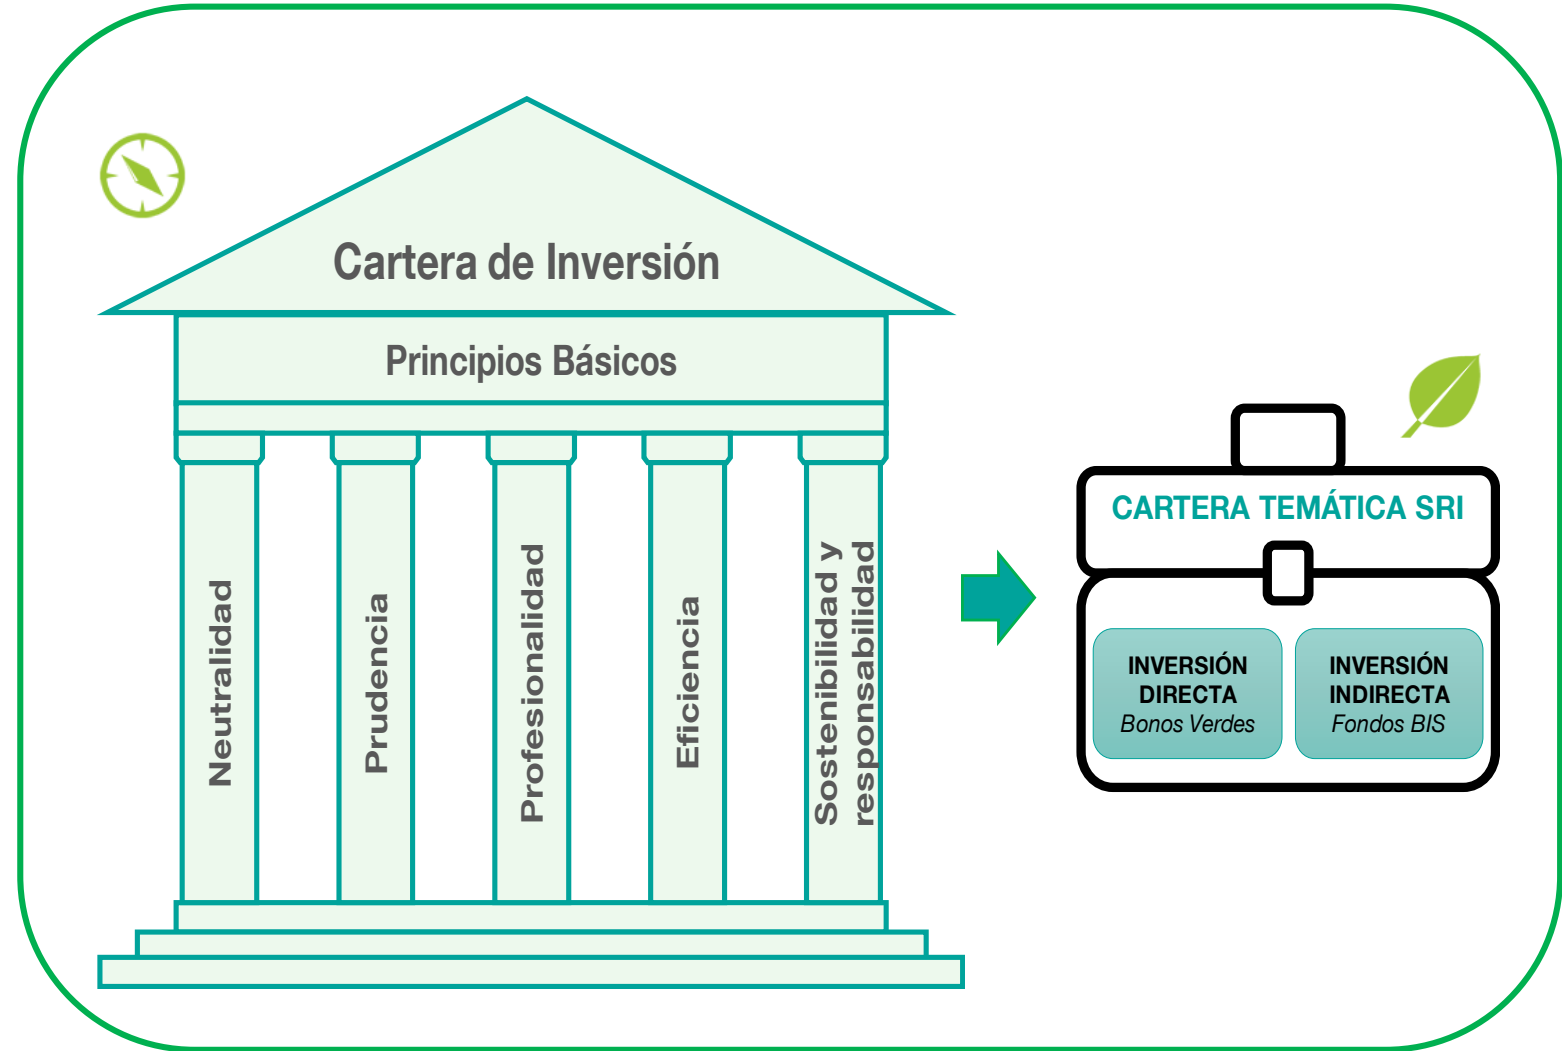 Cartera de Inversión
Principios Básicos
Neutralidad
Prudencia
Profesionalidad
Eficiencia
Sostenibilidad y
responsabilidad
CARTERA TEMÁTICA SRI
INVERSIÓN
DIRECTA
Bonos Verdes
INVERSIÓN
INDIRECTA
Fondos BIS